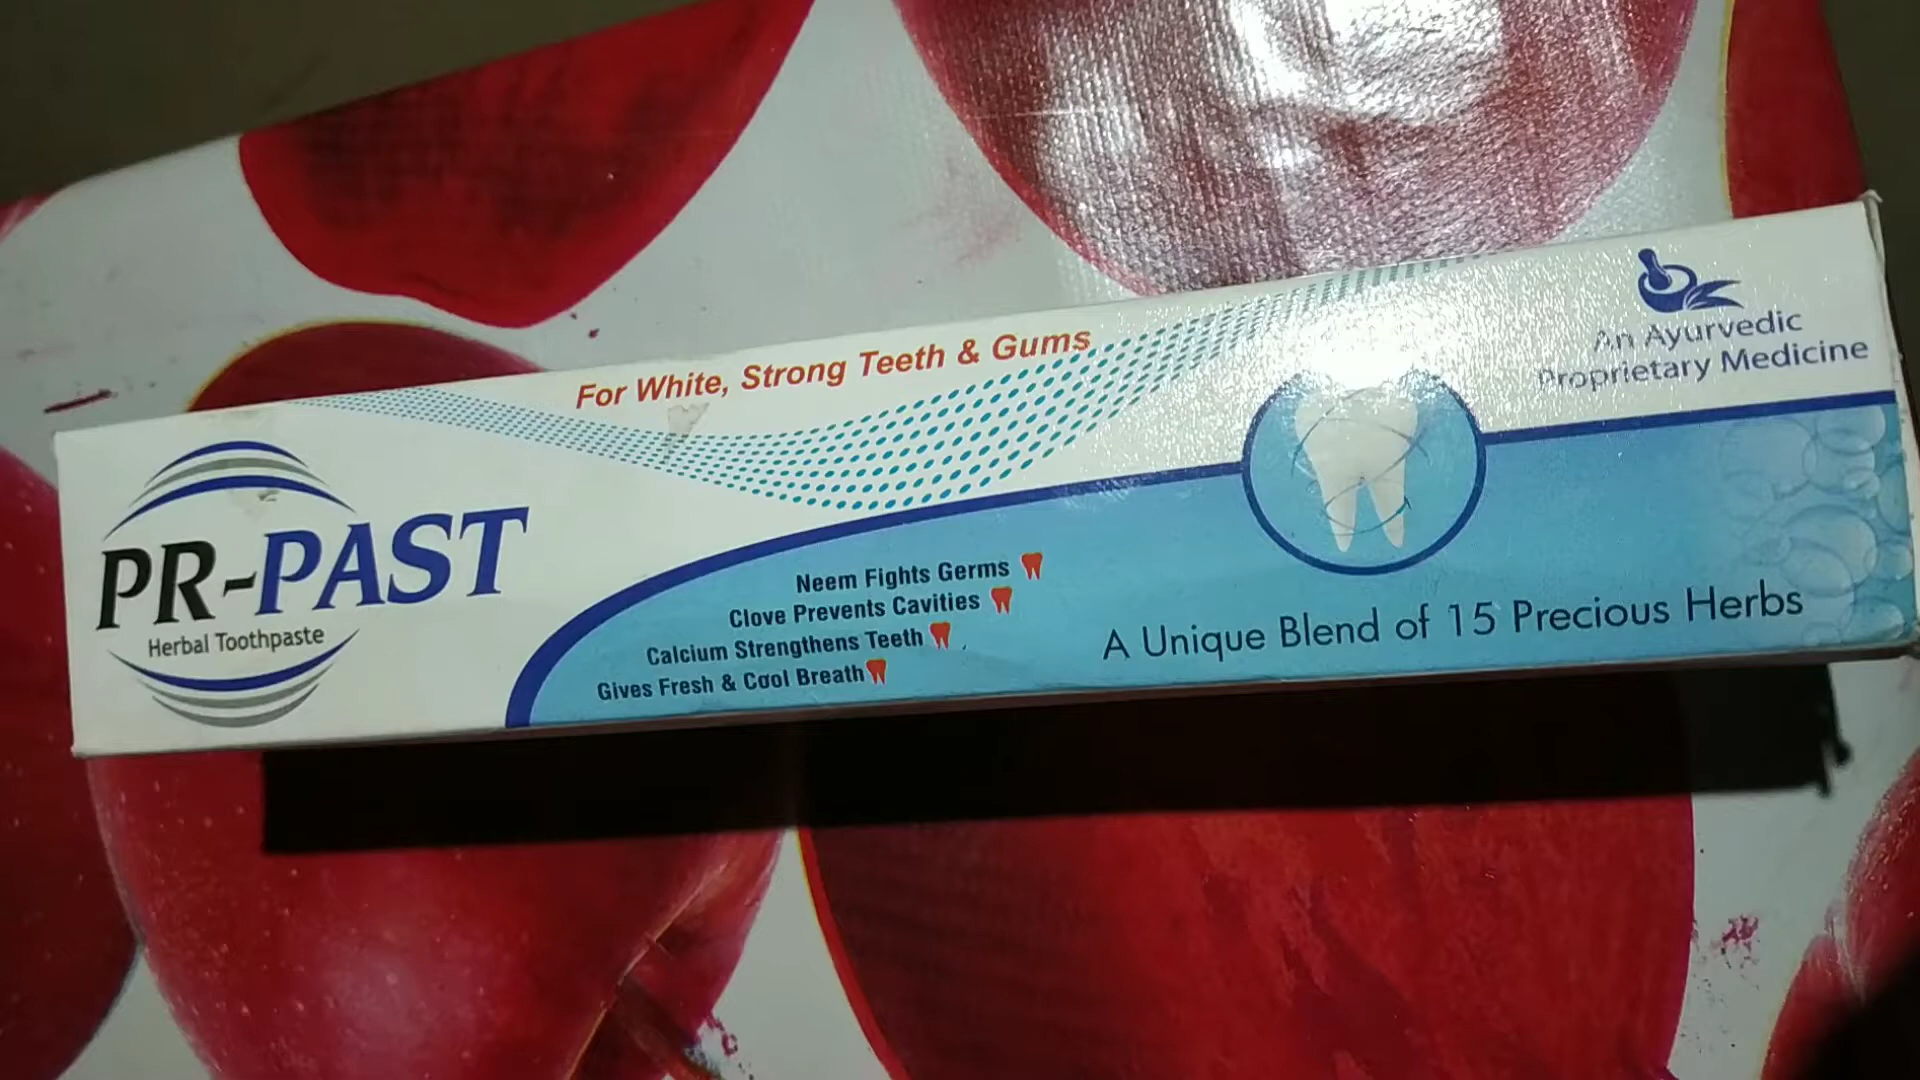 For White, Strong Teeth & Gums
An Ayurvedic
Proprietary Medicine
PR-PAST
Herbal Toothpaste
Neem Fights Germs
Clove Prevents Cavities
Calcium Strengthens Teeth
Gives Fresh & Cool Breath
A Unique Blend of 15 Precious Herbs